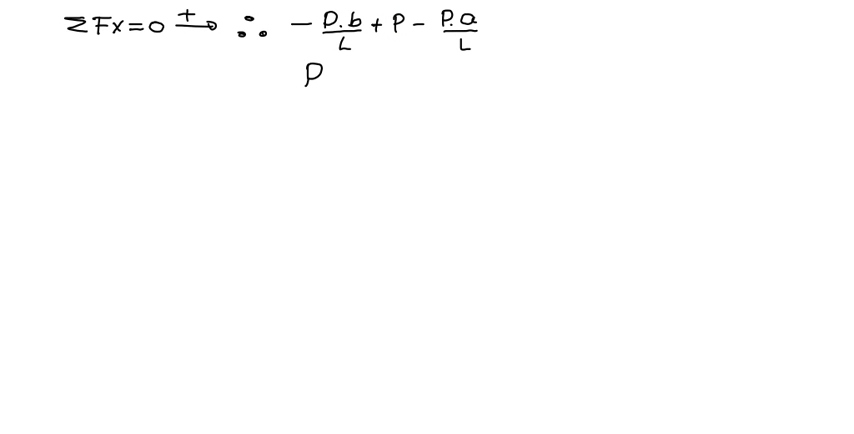 ΣFx=0 →+ ∴ - P.b/L + P - P.a/L
P